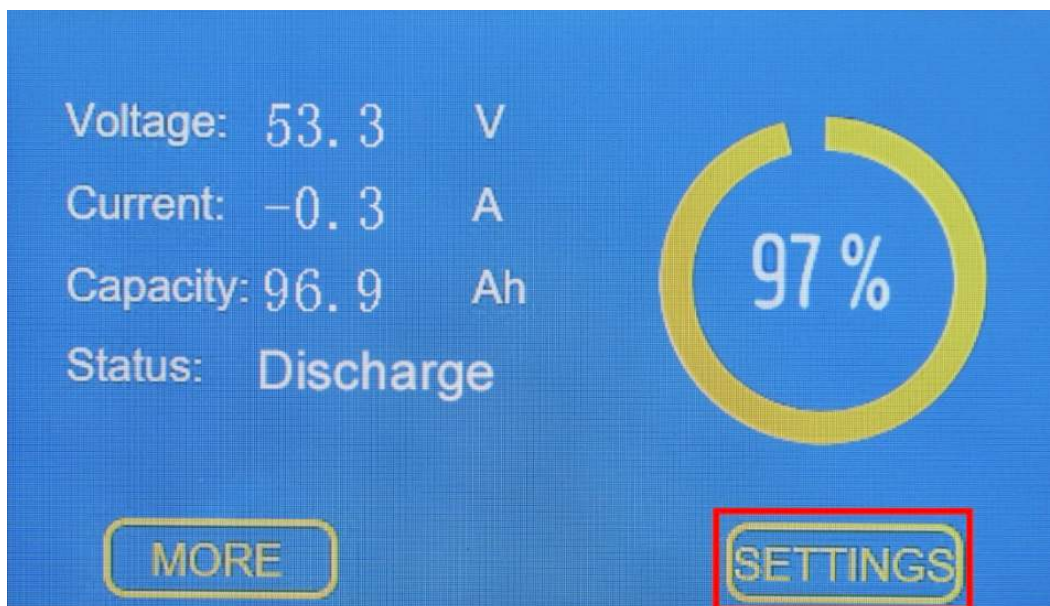 Voltage: 53.3 V
Current: -0.3 A
Capacity: 96.9 Ah
Status: Discharge
97%
MORE
SETTINGS